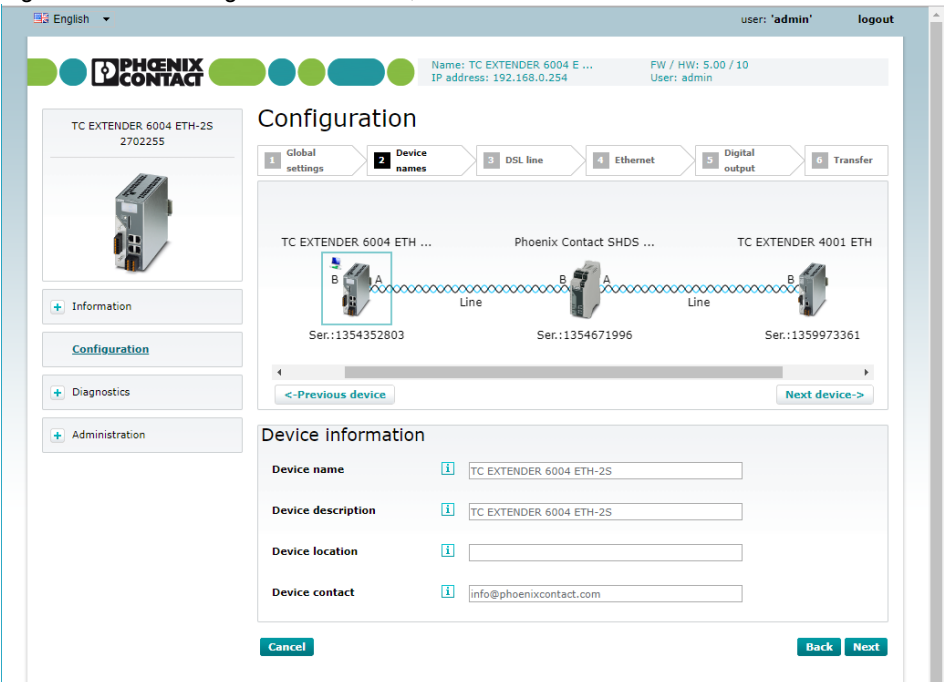 English
user: 'admin'
logout
PHŒNIX
CONTACT
Name: TC EXTENDER 6004 E ...
IP address: 192.168.0.254
FW / HW: 5.00 / 10
User: admin
TC EXTENDER 6004 ETH-2S
2702255
Information
Configuration
Diagnostics
Administration
Configuration
1 Global settings
2 Device names
3 DSL line
4 Ethernet
5 Digital output
6 Transfer
TC EXTENDER 6004 ETH ...
Phoenix Contact SHDS ...
TC EXTENDER 4001 ETH
B A
Line
B A
Line
B
Ser.:1354352803
Ser.:1354671996
Ser.:1359973361
<-Previous device
Next device->
Device information
Device name
TC EXTENDER 6004 ETH-2S
Device description
TC EXTENDER 6004 ETH-2S
Device location
Device contact
info@phoenixcontact.com
Cancel
Back
Next